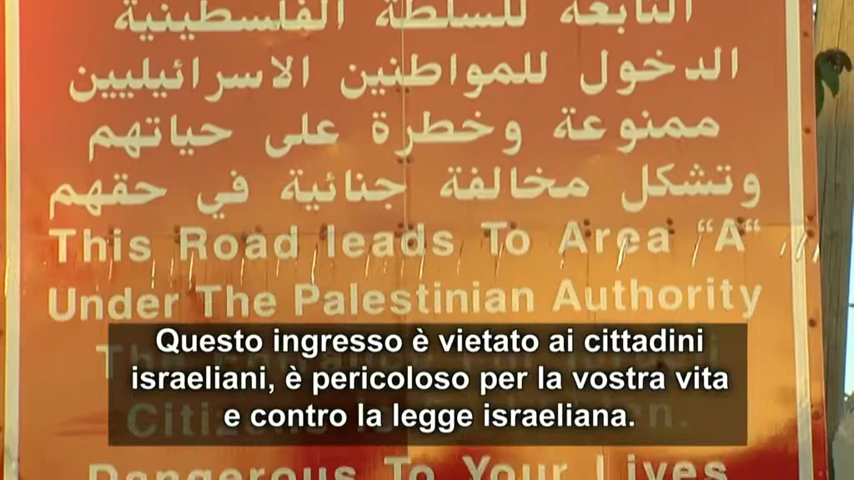 التابعة للسلطة الفلسطينية
الدخول للمواطنين الاسرائيليين
ممنوعة وخطرة على حياتهم
وتشكل مخالفة جنائية في حقهم
This Road leads To Area “A“
Under The Palestinian Authority
Questo ingresso è vietato ai cittadini
israeliani, è pericoloso per la vostra vita
e contro la legge israeliana.
Dangerous To Your Lives